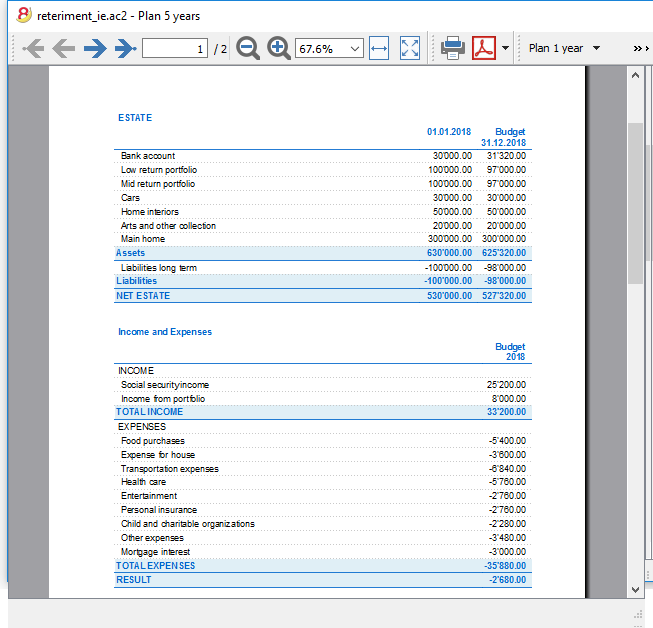 reteriment_ie.ac2 - Plan 5 years
1 / 2 67.6% Plan 1 year »
ESTATE
01.01.2018 Budget
31.12.2018
Bank account 30'000.00 31'320.00
Low return portfolio 100'000.00 97'000.00
Mid return portfolio 100'000.00 97'000.00
Cars 30'000.00 30'000.00
Home interiors 50'000.00 50'000.00
Arts and other collection 20'000.00 20'000.00
Main home 300'000.00 300'000.00
Assets 630'000.00 625'320.00
Liabilities long term -100'000.00 -98'000.00
Liabilities -100'000.00 -98'000.00
NET ESTATE 530'000.00 527'320.00
Income and Expenses
Budget
2018
INCOME
Social security income 25'200.00
Income from portfolio 8'000.00
TOTAL INCOME 33'200.00
EXPENSES
Food purchases -5'400.00
Expense for house -3'600.00
Transportation expenses -6'840.00
Health care -5'760.00
Entertainment -2'760.00
Personal insurance -2'760.00
Child and charitable organizations -2'280.00
Other expenses -3'480.00
Mortgage interest -3'000.00
TOTAL EXPENSES -35'880.00
RESULT -2'680.00